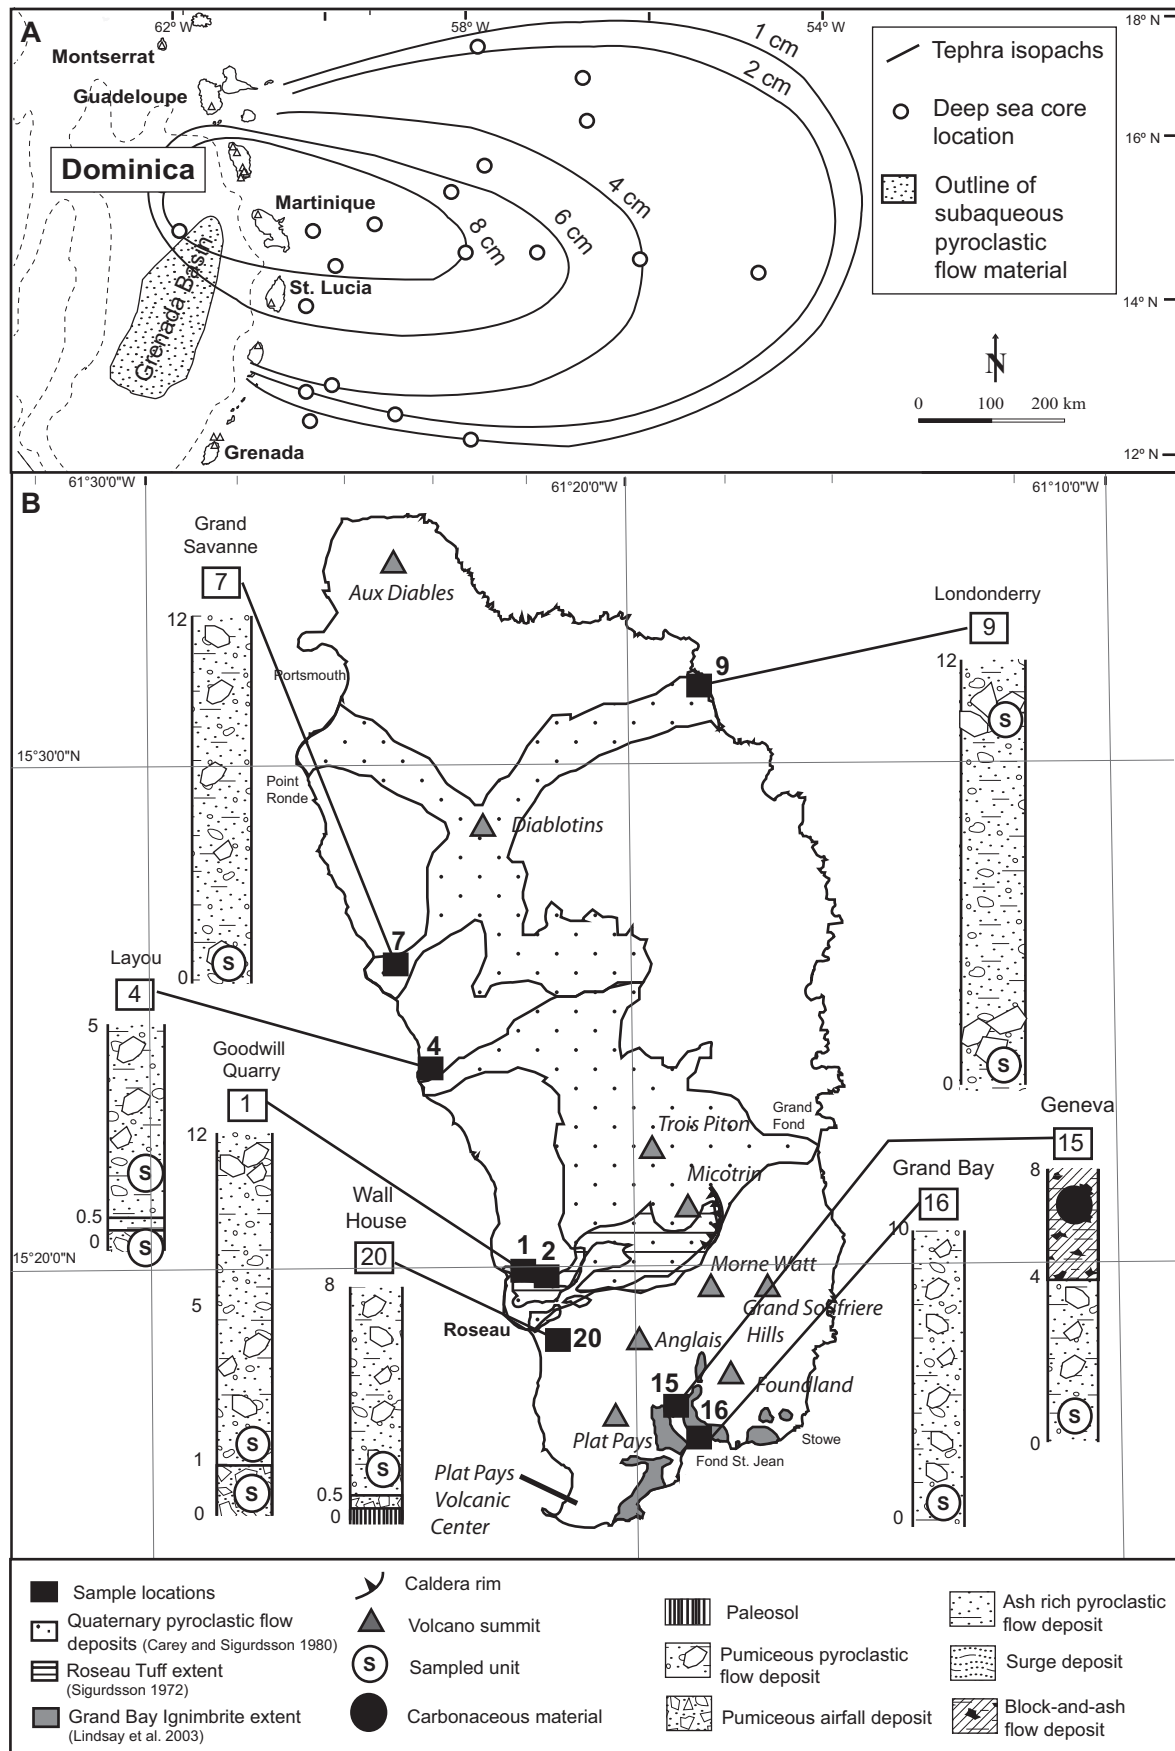 A
62° W
58° W
54° W
18° N
16° N
14° N
12° N
Montserrat
Guadeloupe
Dominica
Martinique
St. Lucia
Grenada Basin
Grenada
1 cm
2 cm
4 cm
6 cm
8 cm
Tephra isopachs
Deep sea core
location
Outline of
subaqueous
pyroclastic
flow material
N
0 100 200 km
B
61°30'0"W
61°20'0"W
61°10'0"W
15°30'0"N
15°20'0"N
Grand
Savanne
7
12
S
0
Layou
4
5
S
0.5
0
S
Goodwill
Quarry
1
12
5
S
1
S
0
Wall
House
20
8
S
0.5
0
Londonderry
9
12
S
S
0
Geneva
15
8
4
S
0
Grand Bay
16
10
S
0
Aux Diables
Portsmouth
9
Point
Ronde
Diablotins
7
4
Grand
Fond
Trois Piton
Micotrin
1 2
Morne Watt
Grand Soufriere
Hills
Roseau
20
Anglais
15
Foundland
16
Plat Pays
Stowe
Fond St. Jean
Plat Pays
Volcanic
Center
Sample locations
Quaternary pyroclastic flow
deposits (Carey and Sigurdsson 1980)
Roseau Tuff extent
(Sigurdsson 1972)
Grand Bay Ignimbrite extent
(Lindsay et al. 2003)
Caldera rim
Volcano summit
S
Sampled unit
Carbonaceous material
Paleosol
Pumiceous pyroclastic
flow deposit
Pumiceous airfall deposit
Ash rich pyroclastic
flow deposit
Surge deposit
Block-and-ash
flow deposit